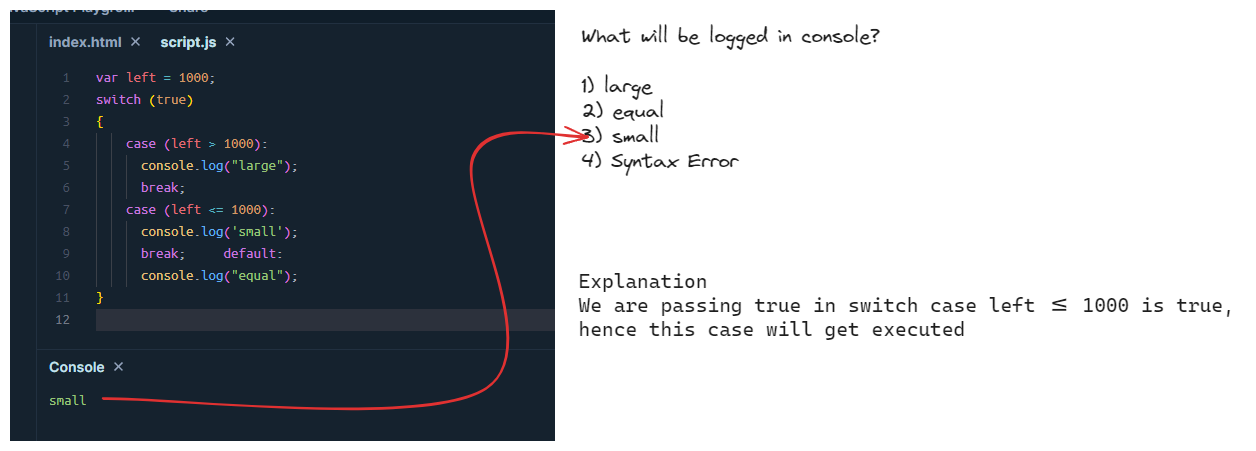 index.html × script.js ×
1 var left = 1000;
2 switch (true)
3 {
4 case (left > 1000):
5 console.log("large");
6 break;
7 case (left <= 1000):
8 console.log('small');
9 break; default:
10 console.log("equal");
11 }
12
Console ×
small
What will be logged in console?
1) large
2) equal
3) small
4) Syntax Error
Explanation
We are passing true in switch case left ≤ 1000 is true,
hence this case will get executed